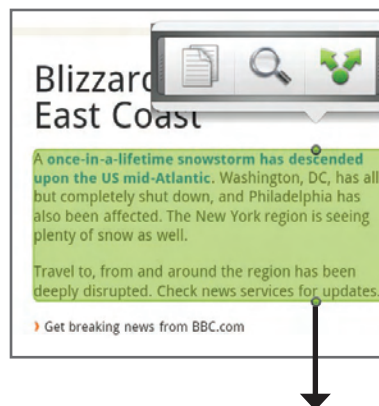 Blizzard
East Coast
A once-in-a-lifetime snowstorm has descended
upon the US mid-Atlantic. Washington, DC, has all
but completely shut down, and Philadelphia has
also been affected. The New York region is seeing
plenty of snow as well.
Travel to, from and around the region has been
deeply disrupted. Check news services for updates.
Get breaking news from BBC.com